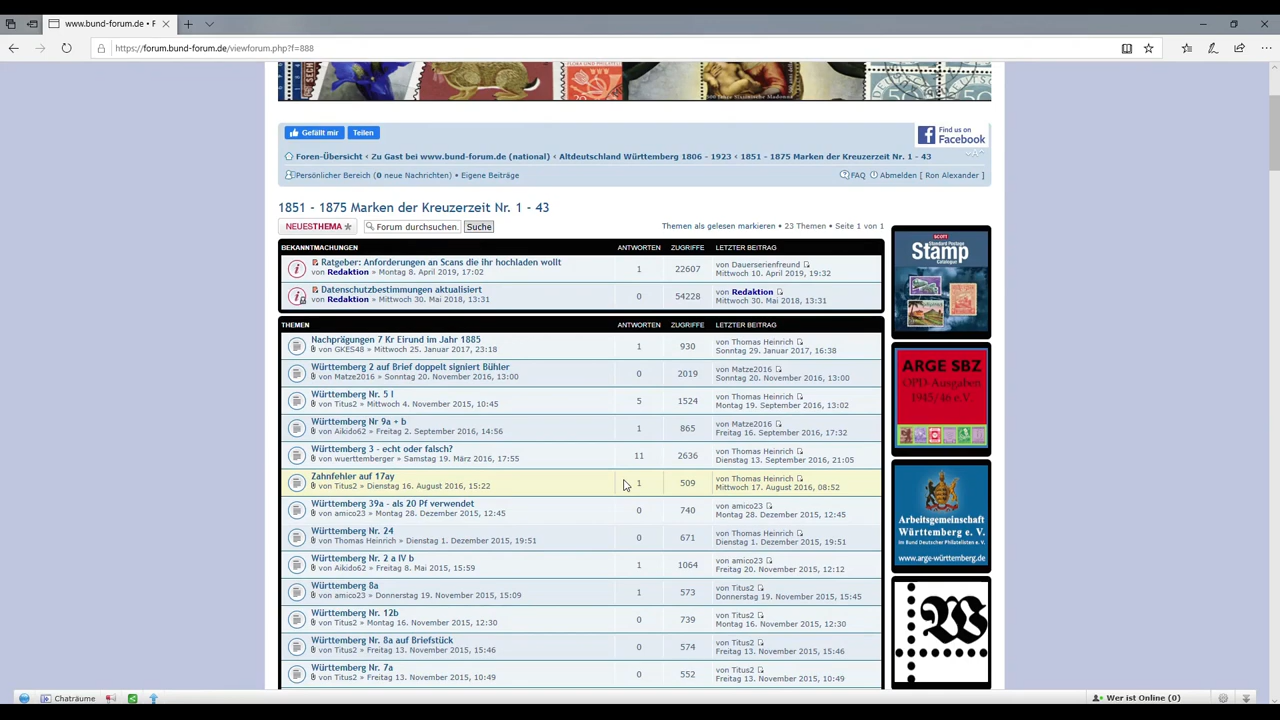 www.bund-forum.de • F
https://forum.bund-forum.de/viewforum.php?f=888
50
50
Gefällt mir
Teilen
Find us on
Facebook
Foren-Übersicht ‹ Zu Gast bei www.bund-forum.de (national) ‹ Altdeutschland Württemberg 1806 - 1923 ‹ 1851 - 1875 Marken der Kreuzerzeit Nr. 1 - 43
Persönlicher Bereich (0 neue Nachrichten) • Eigene Beiträge
FAQ
Abmelden [ Ron Alexander ]
1851 - 1875 Marken der Kreuzerzeit Nr. 1 - 43
NEUESTHEMA
Forum durchsuchen.
Suche
Themen als gelesen markieren • 23 Themen • Seite 1 von 1
BEKANNTMACHUNGEN ANTWORTEN ZUGRIFFE LETZTER BEITRAG
Ratgeber: Anforderungen an Scans die ihr hochladen wollt
von Redaktion » Montag 8. April 2019, 17:02
1
22607
von Dauerserienfreund
Mittwoch 10. April 2019, 19:32
Datenschutzbestimmungen aktualisiert
von Redaktion » Mittwoch 30. Mai 2018, 13:31
0
54228
von Redaktion
Mittwoch 30. Mai 2018, 13:31
THEMEN ANTWORTEN ZUGRIFFE LETZTER BEITRAG
Nachprägungen 7 Kr Eirund im Jahr 1885
von GKES48 » Mittwoch 25. Januar 2017, 23:18
1
930
von Thomas Heinrich
Sonntag 29. Januar 2017, 16:38
Württemberg 2 auf Brief doppelt signiert Bühler
von Matze2016 » Sonntag 20. November 2016, 13:00
0
2019
von Matze2016
Sonntag 20. November 2016, 13:00
Württemberg Nr. 5 I
von Titus2 » Mittwoch 4. November 2015, 10:45
5
1524
von Thomas Heinrich
Montag 19. September 2016, 13:02
Württemberg Nr 9a + b
von Aikido62 » Freitag 2. September 2016, 14:56
1
865
von Matze2016
Freitag 16. September 2016, 17:32
Württemberg 3 - echt oder falsch?
von wuerttemberger » Samstag 19. März 2016, 17:55
11
2636
von Thomas Heinrich
Dienstag 13. September 2016, 21:05
Zahnfehler auf 17ay
von Titus2 » Dienstag 16. August 2016, 15:22
1
509
von Thomas Heinrich
Mittwoch 17. August 2016, 08:52
Württemberg 39a - als 20 Pf verwendet
von amico23 » Montag 28. Dezember 2015, 12:45
0
740
von amico23
Montag 28. Dezember 2015, 12:45
Württemberg Nr. 24
von Thomas Heinrich » Dienstag 1. Dezember 2015, 19:51
0
671
von Thomas Heinrich
Dienstag 1. Dezember 2015, 19:51
Württemberg Nr. 2 a IV b
von Aikido62 » Freitag 8. Mai 2015, 15:59
1
1064
von amico23
Freitag 20. November 2015, 12:12
Württemberg 8a
von amico23 » Donnerstag 19. November 2015, 15:09
1
573
von Titus2
Donnerstag 19. November 2015, 15:45
Württemberg Nr. 12b
von Titus2 » Montag 16. November 2015, 12:30
0
739
von Titus2
Montag 16. November 2015, 12:30
Württemberg Nr. 8a auf Briefstück
von Titus2 » Freitag 13. November 2015, 15:46
0
574
von Titus2
Freitag 13. November 2015, 15:46
Württemberg Nr. 7a
von Titus2 » Freitag 13. November 2015, 10:49
0
552
von Titus2
Freitag 13. November 2015, 10:49
SCOTT
Standard Postage
Stamp
Catalogue
ARGE SBZ
OPD-Ausgaben
1945/46 e.V.
Arbeitsgemeinschaft
Württemberg e. V.
im Bund Deutscher Philatelisten e. V.
www.arge-württemberg.de
W
Chaträume
Wer ist Online (0)